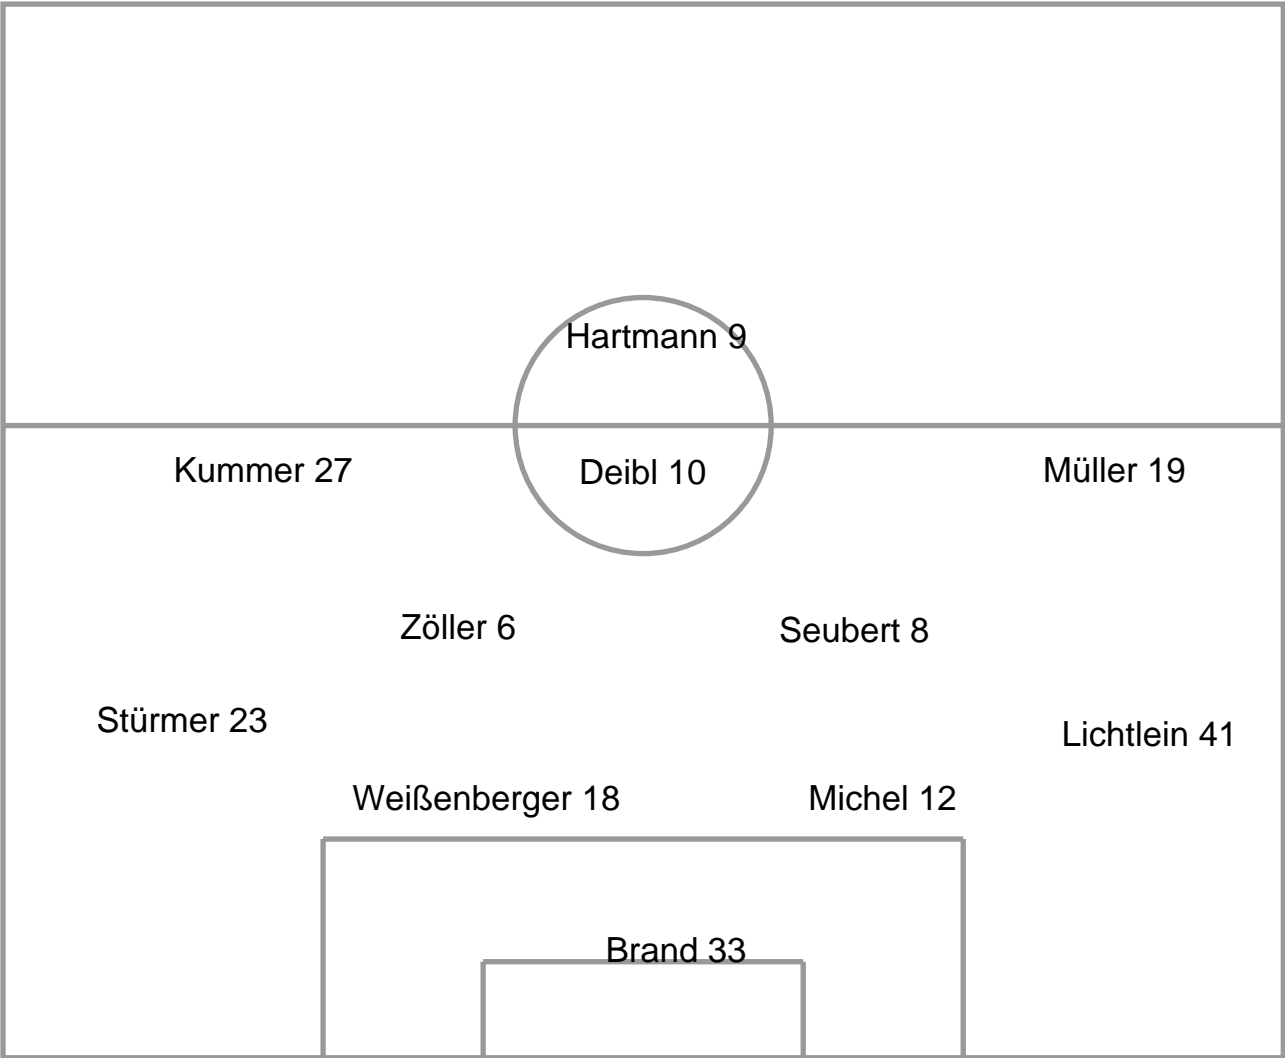 Hartmann 9
Kummer 27
Deibl 10
Müller 19
Zöller 6
Seubert 8
Stürmer 23
Lichtlein 41
Weißenberger 18
Michel 12
Brand 33